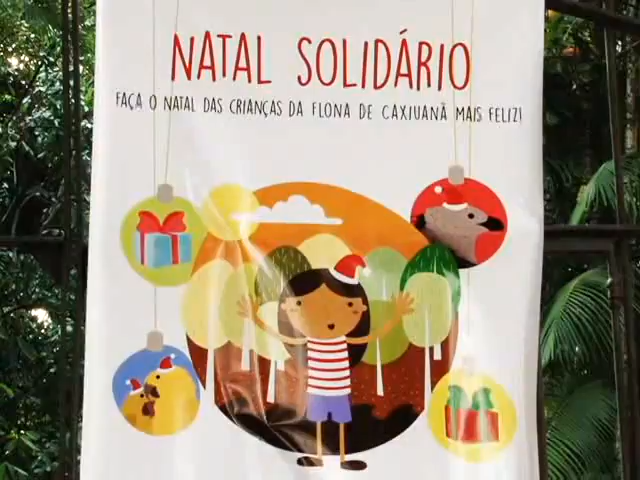 NATAL SOLIDÁRIO
FAÇA O NATAL DAS CRIANÇAS DA FLONA DE CAXIUANÃ MAIS FELIZ!